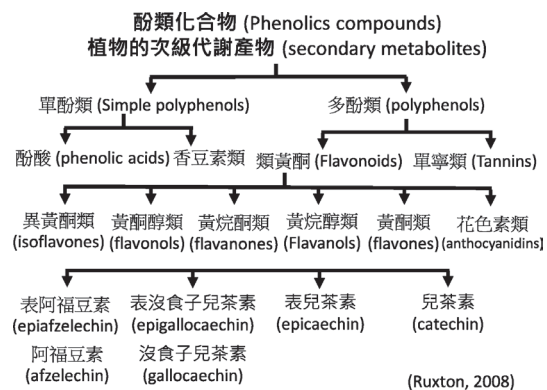 酚類化合物 (Phenolics compounds)
植物的次級代謝產物 (secondary metabolites)
單酚類 (Simple polyphenols) 多酚類 (polyphenols)
酚酸 (phenolic acids) 香豆素類 類黃酮 (Flavonoids) 單寧類 (Tannins)
異黃酮類 黃酮醇類 黃烷酮類 黃烷醇類 黃酮類 花色素類
(isoflavones) (flavonols) (flavanones) (Flavanols) (flavones) (anthocyanidins)
表阿福豆素 表沒食子兒茶素 表兒茶素 兒茶素
(epiafzelechin) (epigallocaechin) (epicaechin) (catechin)
阿福豆素 沒食子兒茶素
(afzelechin) (gallocaechin)
(Ruxton, 2008)